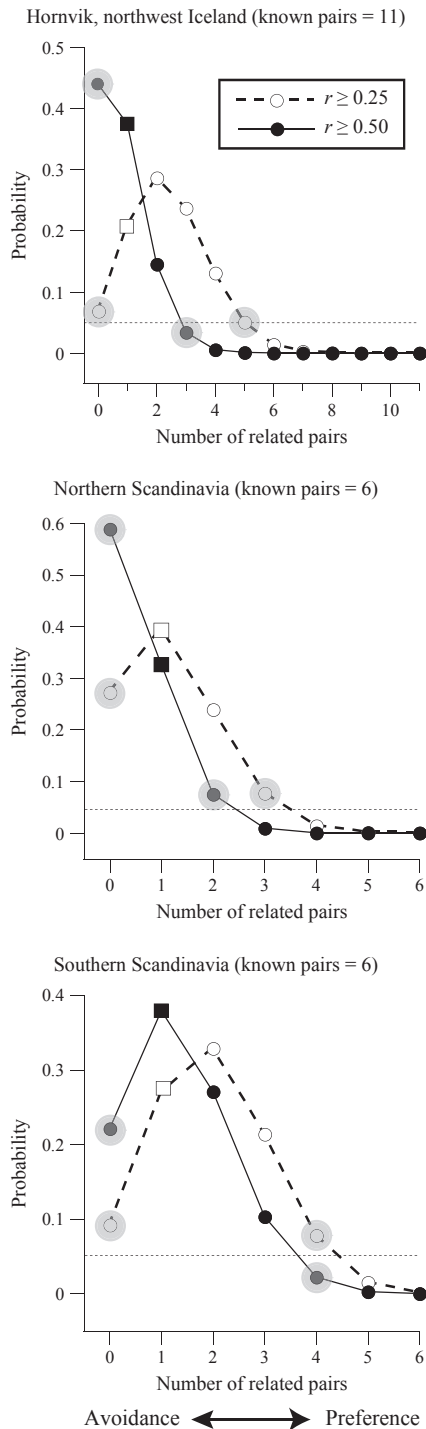 Hornvik, northwest Iceland (known pairs = 11)
0.5
0.4
0.3
0.2
0.1
0
Probability
r ≥ 0.25
r ≥ 0.50
0 2 4 6 8 10
Number of related pairs
Northern Scandinavia (known pairs = 6)
0.6
0.5
0.4
0.3
0.2
0.1
0
Probability
0 1 2 3 4 5 6
Number of related pairs
Southern Scandinavia (known pairs = 6)
0.4
0.3
0.2
0.1
0
Probability
0 1 2 3 4 5 6
Number of related pairs
Avoidance Preference